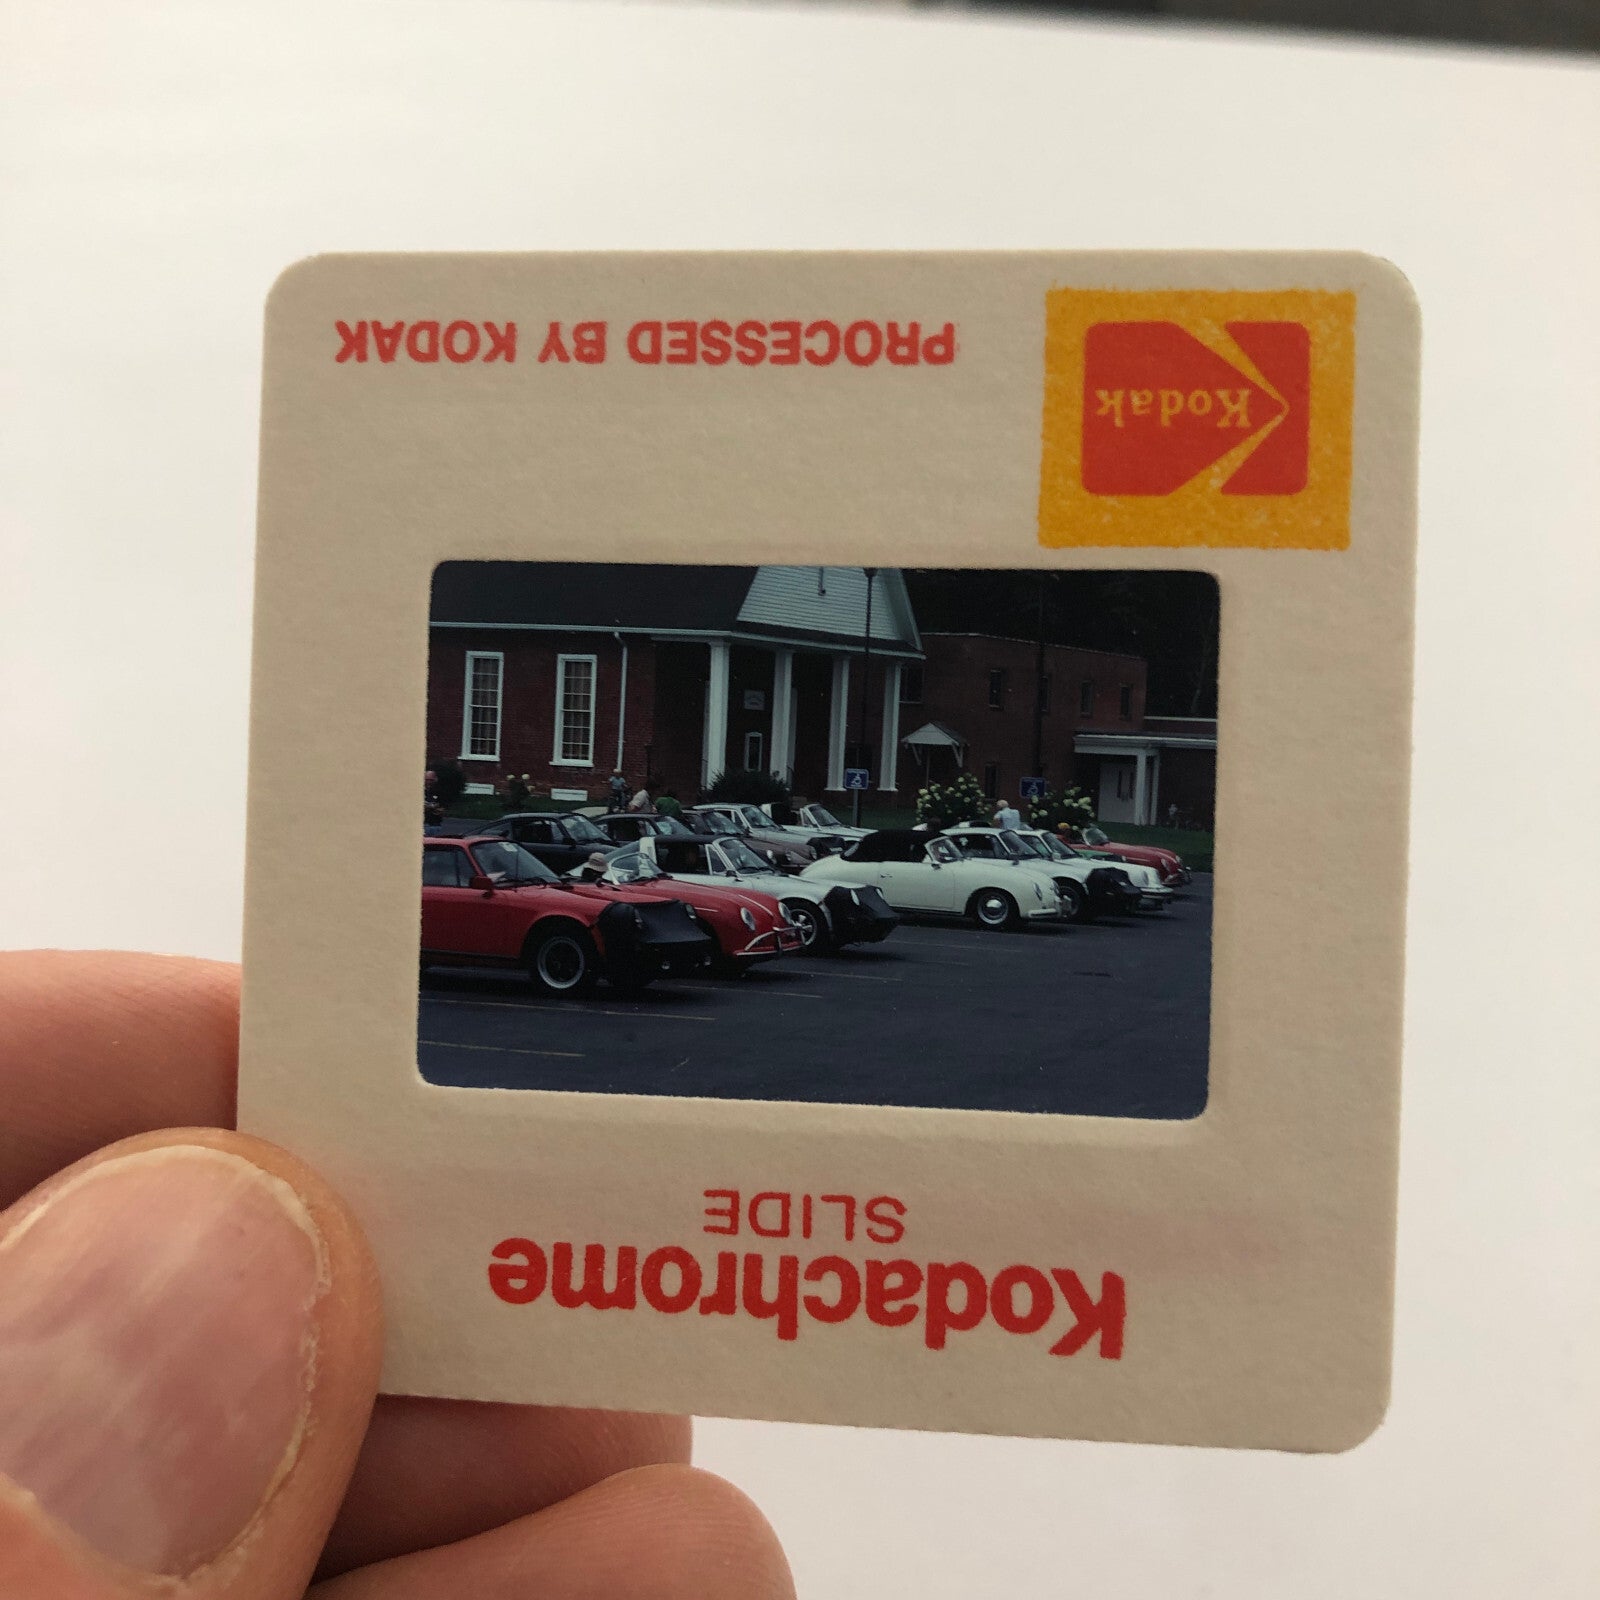 PROCESSED BY KODAK
Kodak
SLIDE
Kodachrome